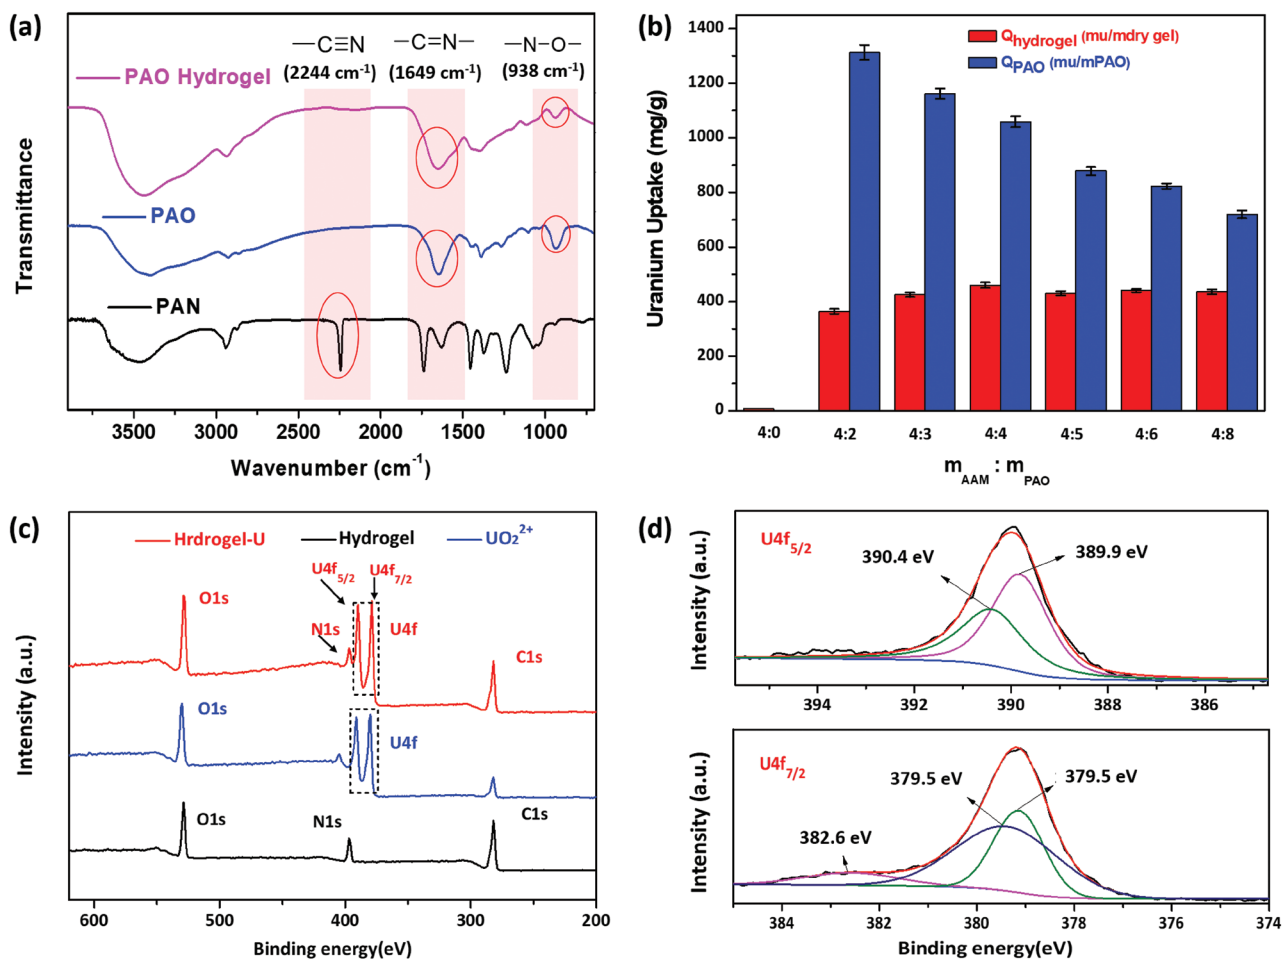 (a)
—C≡N
—C=N—
—N—O—
(2244 cm⁻¹)
(1649 cm⁻¹)
(938 cm⁻¹)
PAO Hydrogel
PAO
PAN
Transmittance
3500 3000 2500 2000 1500 1000
Wavenumber (cm⁻¹)
(b)
Q_hydrogel (mu/mdry gel)
Q_PAO (mu/mPAO)
Uranium Uptake (mg/g)
1400
1200
1000
800
600
400
200
0
4:0 4:2 4:3 4:4 4:5 4:6 4:8
m_AAM : m_PAO
(c)
Hrdrogel-U
Hydrogel
UO₂²⁺
U4f₅/₂
U4f₇/₂
O1s
N1s
U4f
C1s
O1s
U4f
O1s
N1s
C1s
Intensity (a.u.)
600 500 400 300 200
Binding energy(eV)
(d)
U4f₅/₂
390.4 eV
389.9 eV
Intensity (a.u.)
394 392 390 388 386
U4f₇/₂
379.5 eV
379.5 eV
382.6 eV
Intensity (a.u.)
384 382 380 378 376 374
Binding energy(eV)